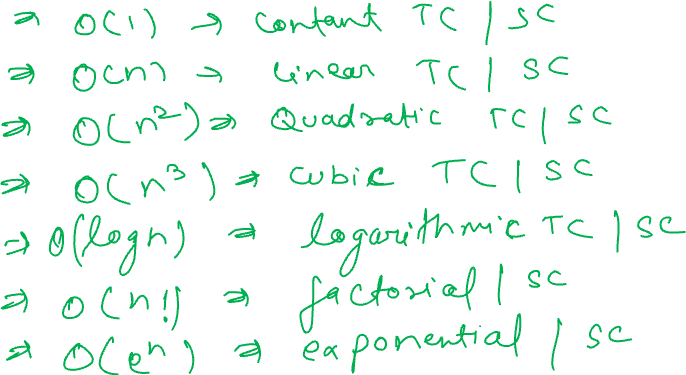 ⇒ O(1) → contant TC | SC
⇒ O(n) → linear TC | SC
⇒ O(n²) ⇒ Quadratic TC | SC
⇒ O(n³) → cubic TC | SC
⇒ O(logn) ⇒ logarithmic TC | SC
⇒ O(n!) ⇒ factorial | SC
⇒ O(eⁿ) ⇒ exponential | SC